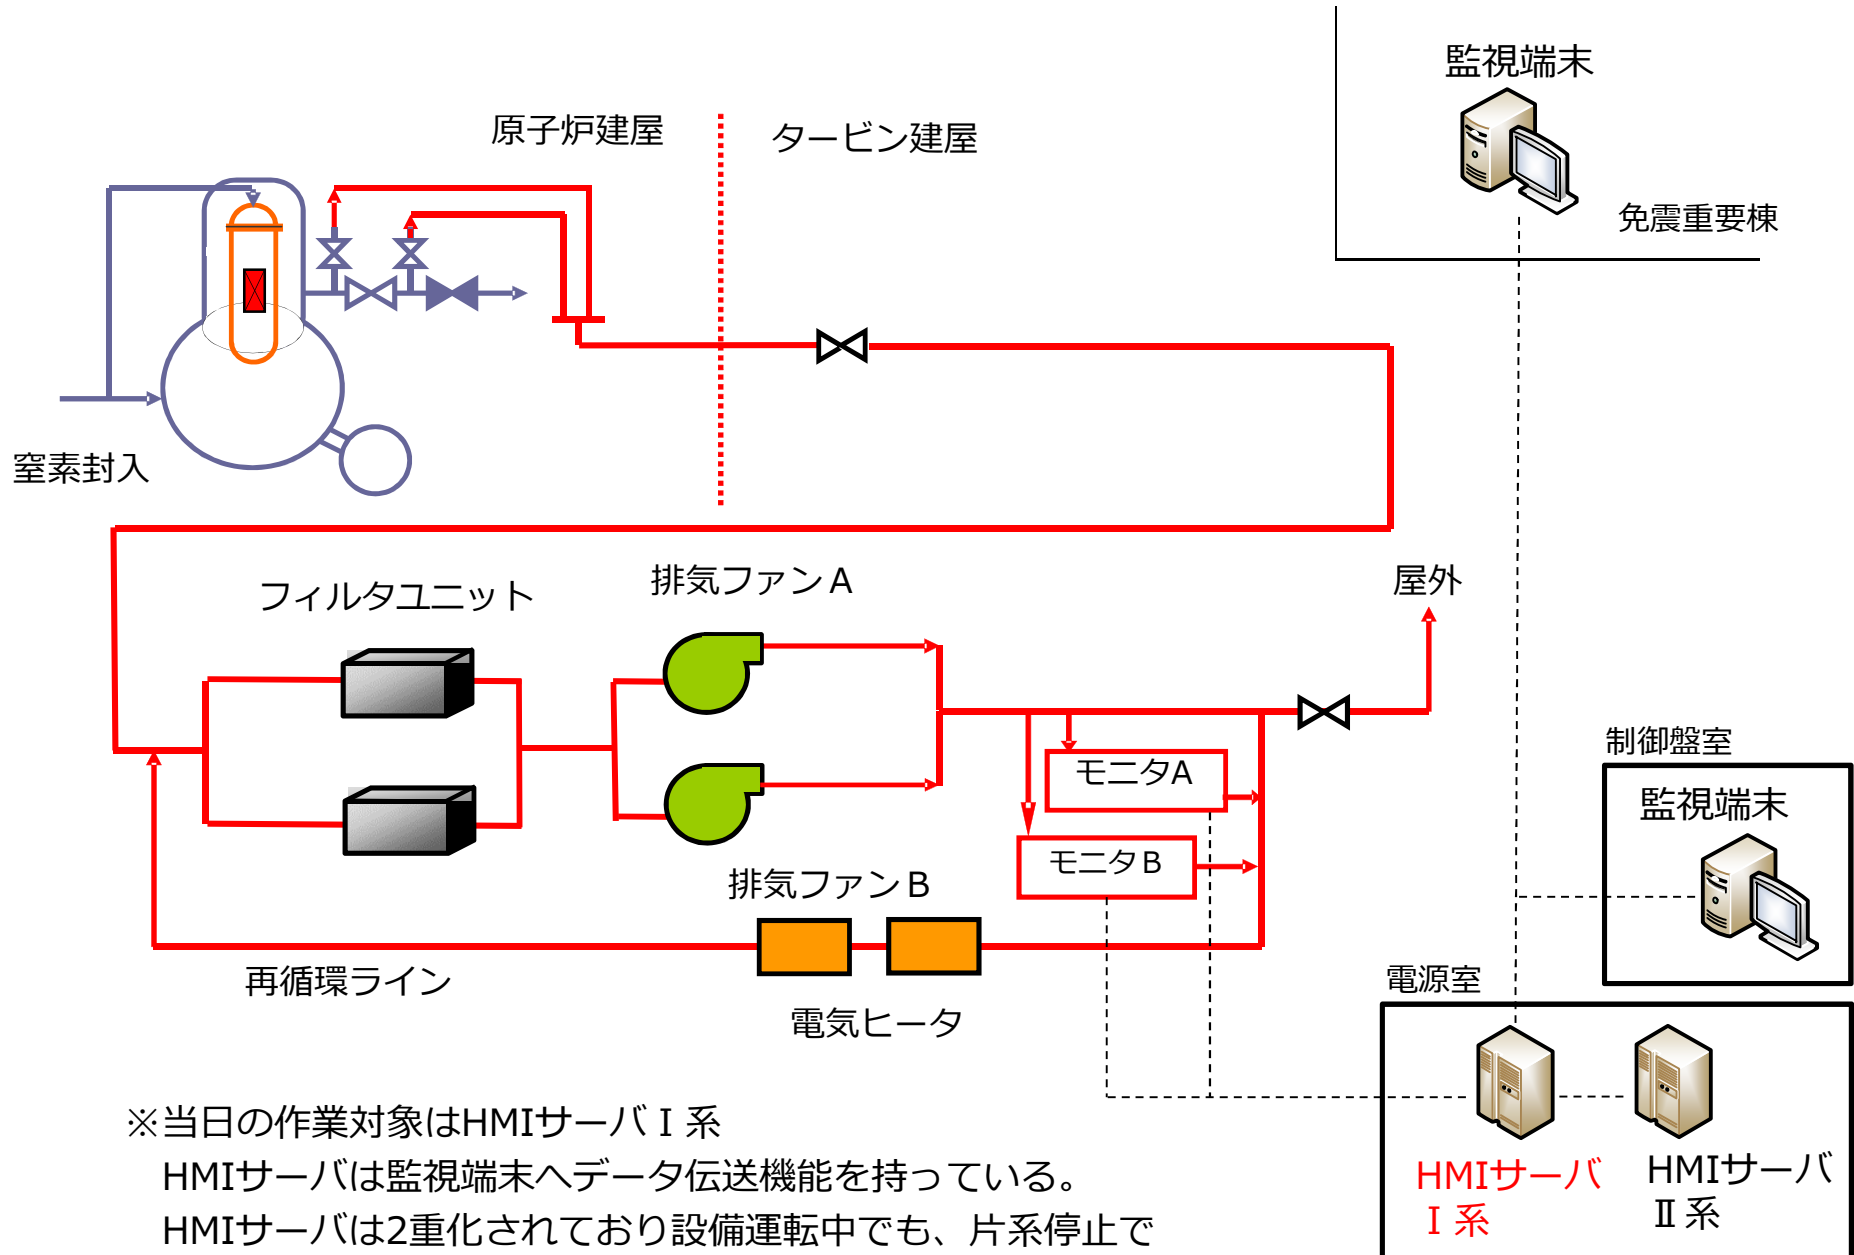 監視端末
原子炉建屋
タービン建屋
免震重要棟
窒素封入
フィルタユニット
排気ファンA
屋外
制御盤室
モニタA
監視端末
モニタB
排気ファンB
再循環ライン
電源室
電気ヒータ
※当日の作業対象はHMIサーバⅠ系
HMIサーバは監視端末へデータ伝送機能を持っている。
HMIサーバは2重化されており設備運転中でも、片系停止で
HMIサーバ
Ⅰ系
HMIサーバ
Ⅱ系